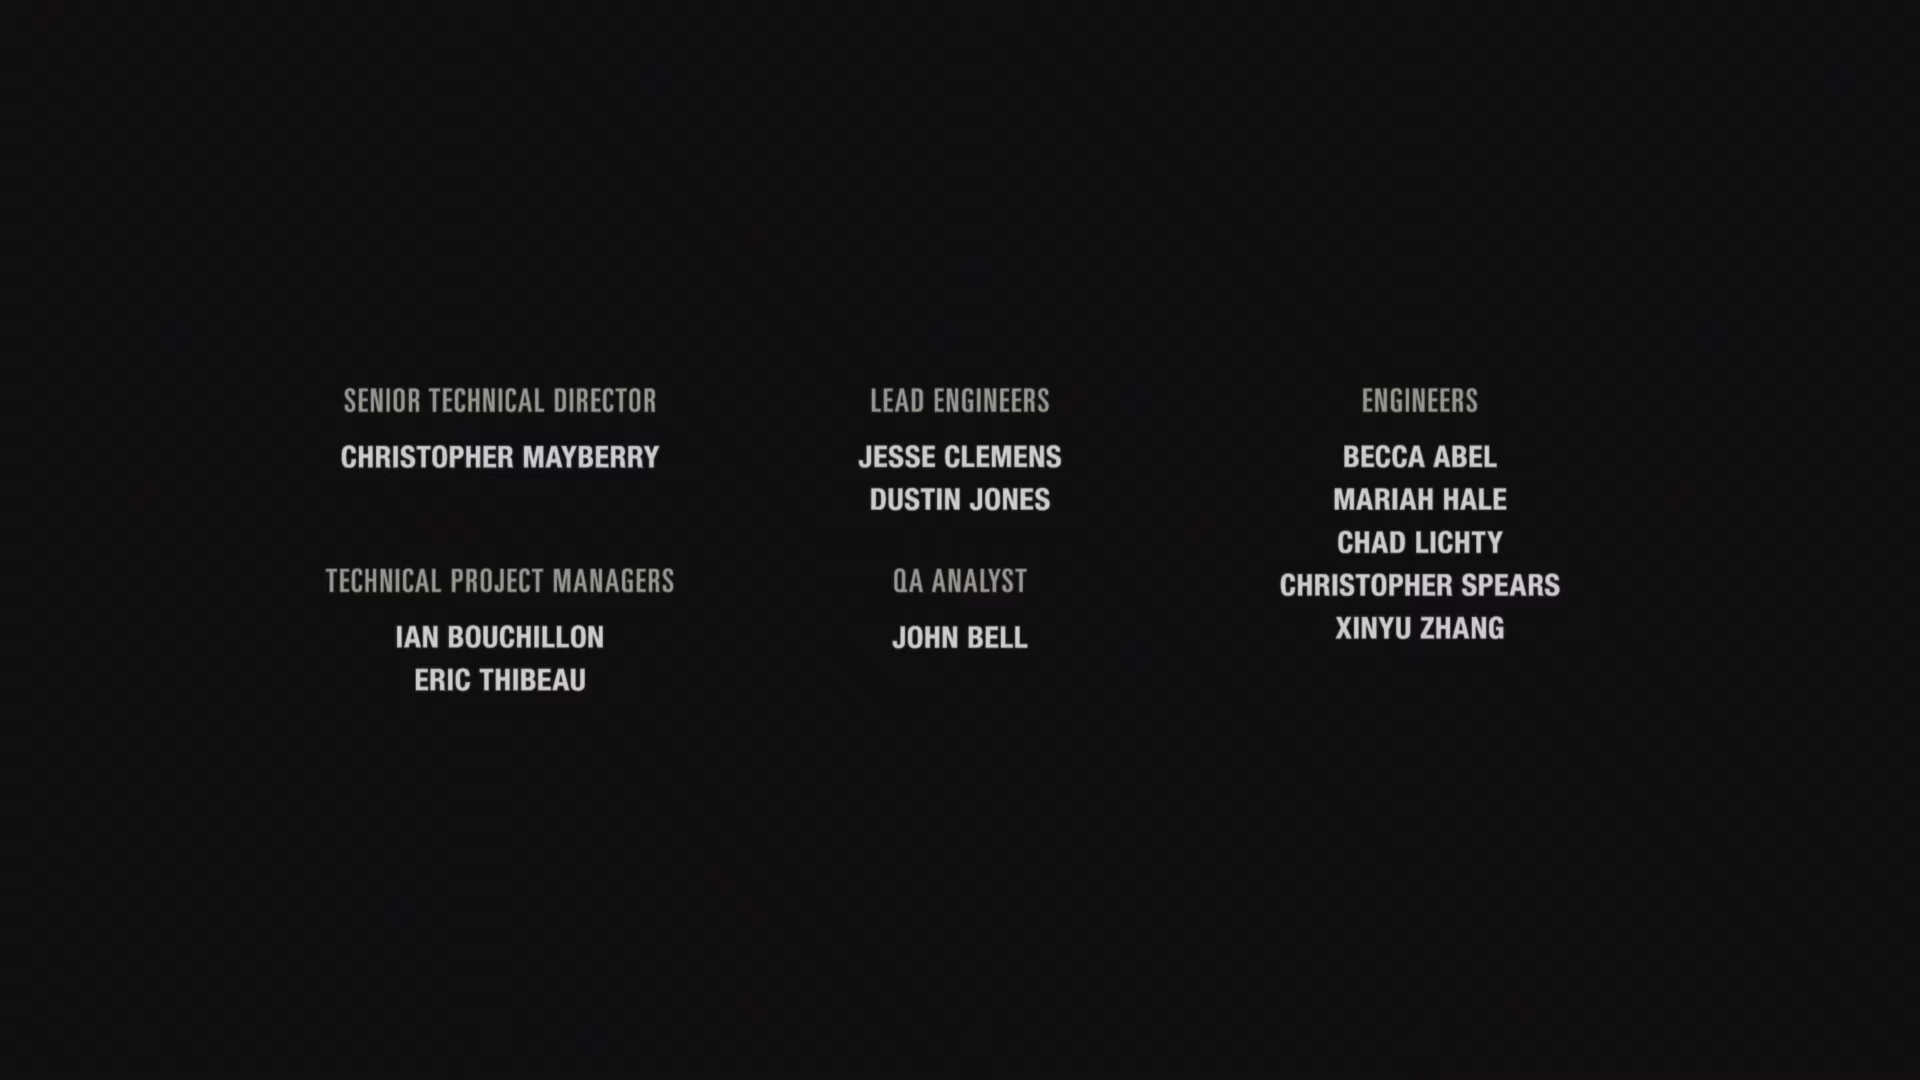 SENIOR TECHNICAL DIRECTOR
CHRISTOPHER MAYBERRY
TECHNICAL PROJECT MANAGERS
IAN BOUCHILLON
ERIC THIBEAU
LEAD ENGINEERS
JESSE CLEMENS
DUSTIN JONES
QA ANALYST
JOHN BELL
ENGINEERS
BECCA ABEL
MARIAH HALE
CHAD LICHTY
CHRISTOPHER SPEARS
XINYU ZHANG